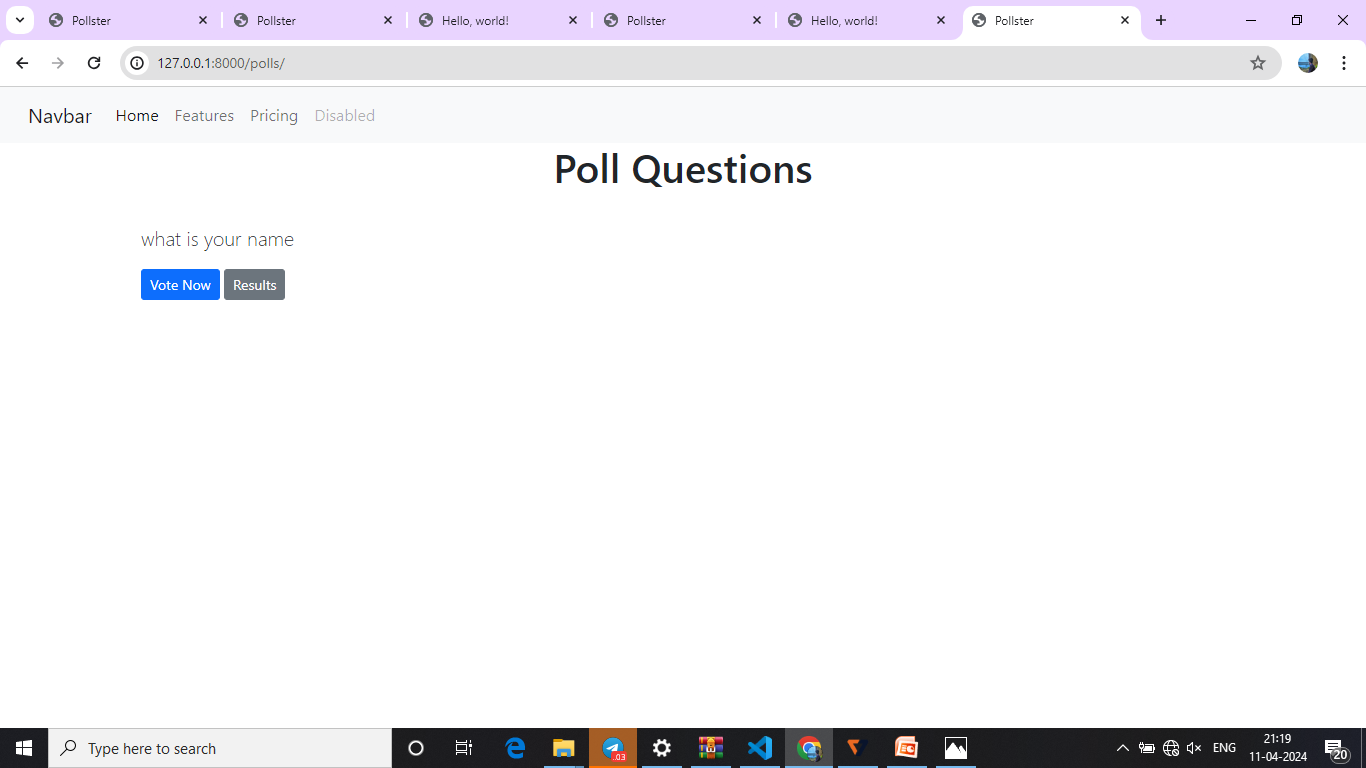 Pollster Pollster Hello, world! Pollster Hello, world! Pollster
127.0.0.1:8000/polls/
Navbar Home Features Pricing Disabled
Poll Questions
what is your name
Vote Now Results
Type here to search
.03
ENG
21:19
11-04-2024
20